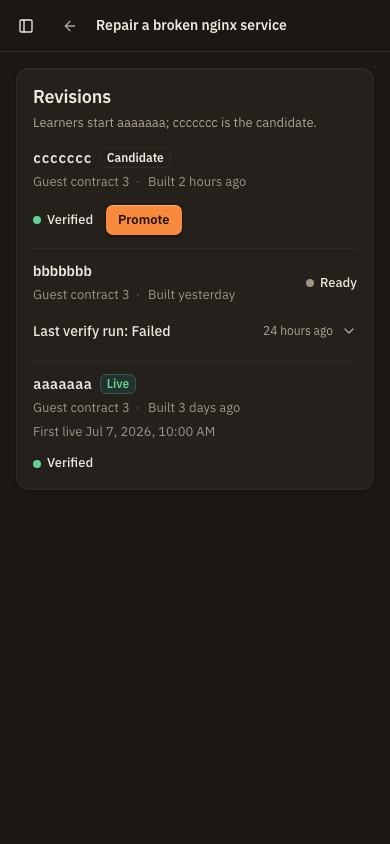 Repair a broken nginx service
Revisions
Learners start aaaaaaa; ccccccc is the candidate.
ccccccc Candidate
Guest contract 3 · Built 2 hours ago
Verified Promote
bbbbbbb
Guest contract 3 · Built yesterday
Ready
Last verify run: Failed 24 hours ago
aaaaaaa Live
Guest contract 3 · Built 3 days ago
First live Jul 7, 2026, 10:00 AM
Verified